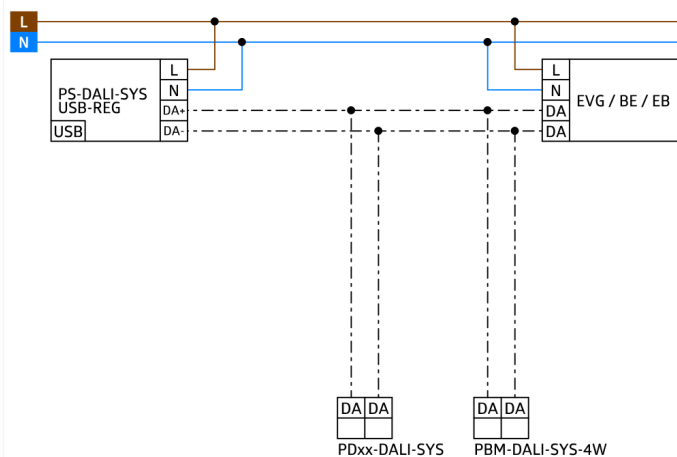 L
N
PS-DALI-SYS
USB-REG
USB
L
N
DA+
DA-
L
N
DA
DA
EVG / BE / EB
DA DA
DA DA
PDxx-DALI-SYS
PBM-DALI-SYS-4W